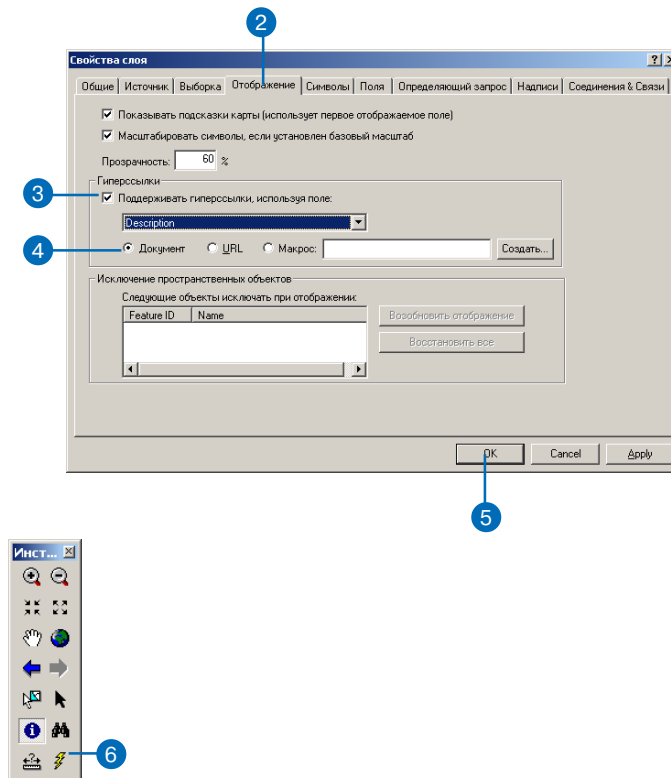 2
Свойства слоя
Общие Источник Выборка Отображение Символы Поля Определяющий запрос Надписи Соединения & Связи
Показывать подсказки карты (использует первое отображаемое поле)
Масштабировать символы, если установлен базовый масштаб
Прозрачность: 60 %
Гиперссылки
3
Поддерживать гиперссылки, используя поле:
Description
4
Документ URL Макрос: Создать...
Исключение пространственных объектов
Следующие объекты исключать при отображении:
Feature ID Name
Возобновить отображение
Восстановить все
OK Cancel Apply
5
Инст...
6